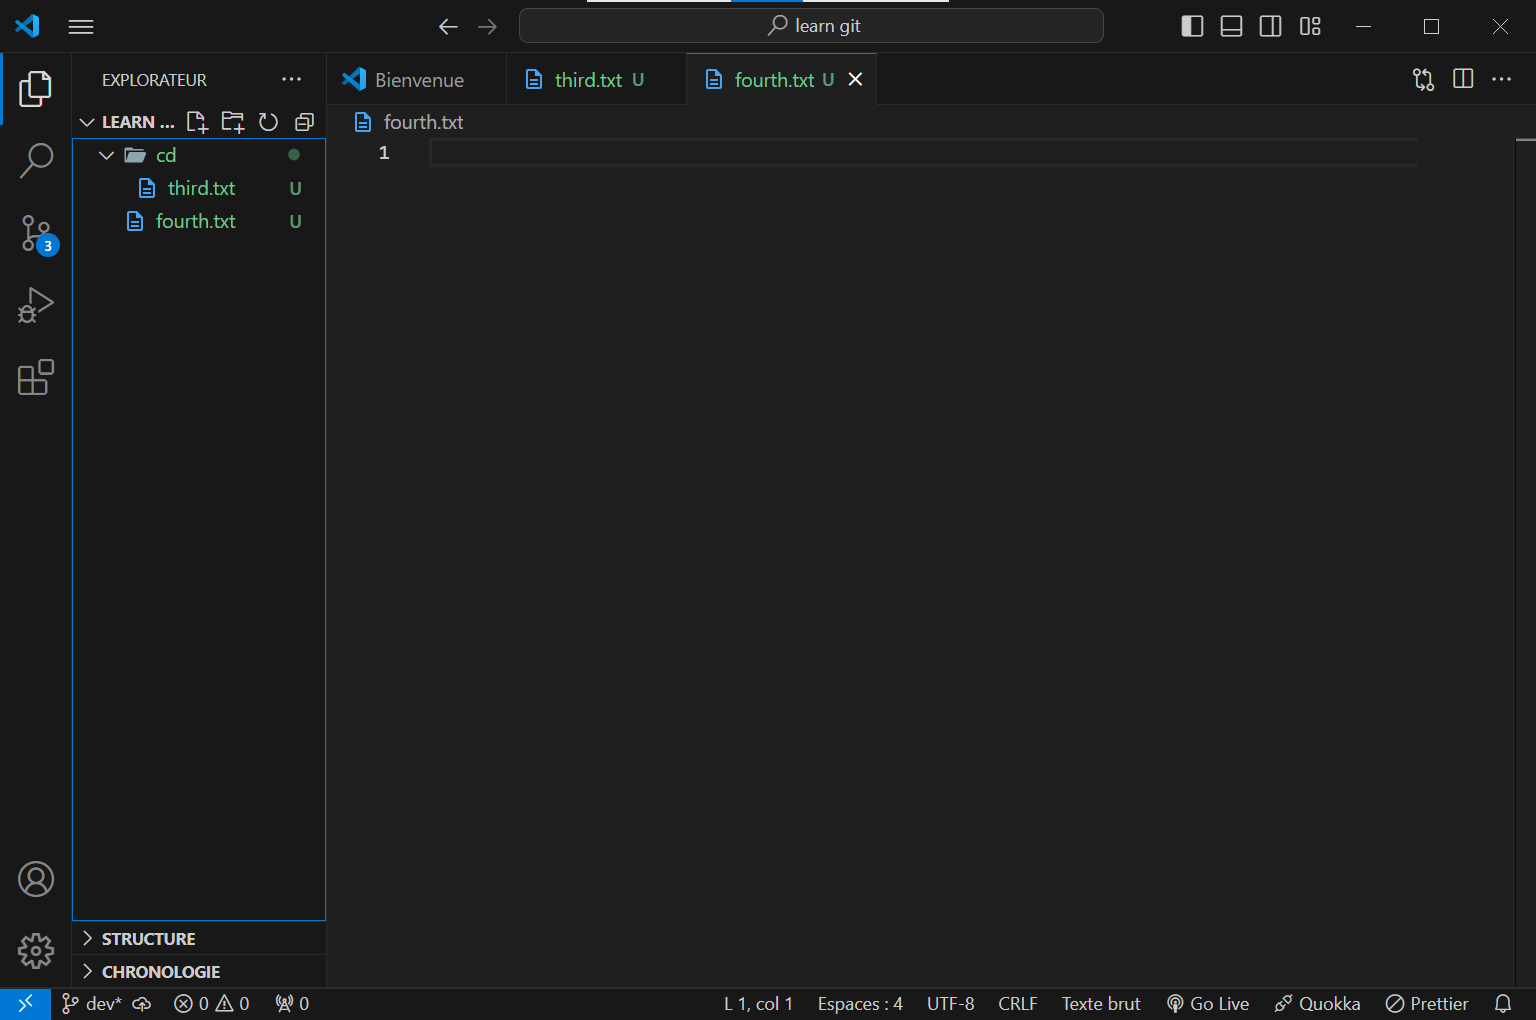 learn git
EXPLORATEUR
Bienvenue
third.txt U
fourth.txt U
LEARN ...
fourth.txt
cd
1
third.txt U
fourth.txt U
3
STRUCTURE
CHRONOLOGIE
dev* 0 0 0 L 1, col 1 Espaces : 4 UTF-8 CRLF Texte brut Go Live Quokka Prettier